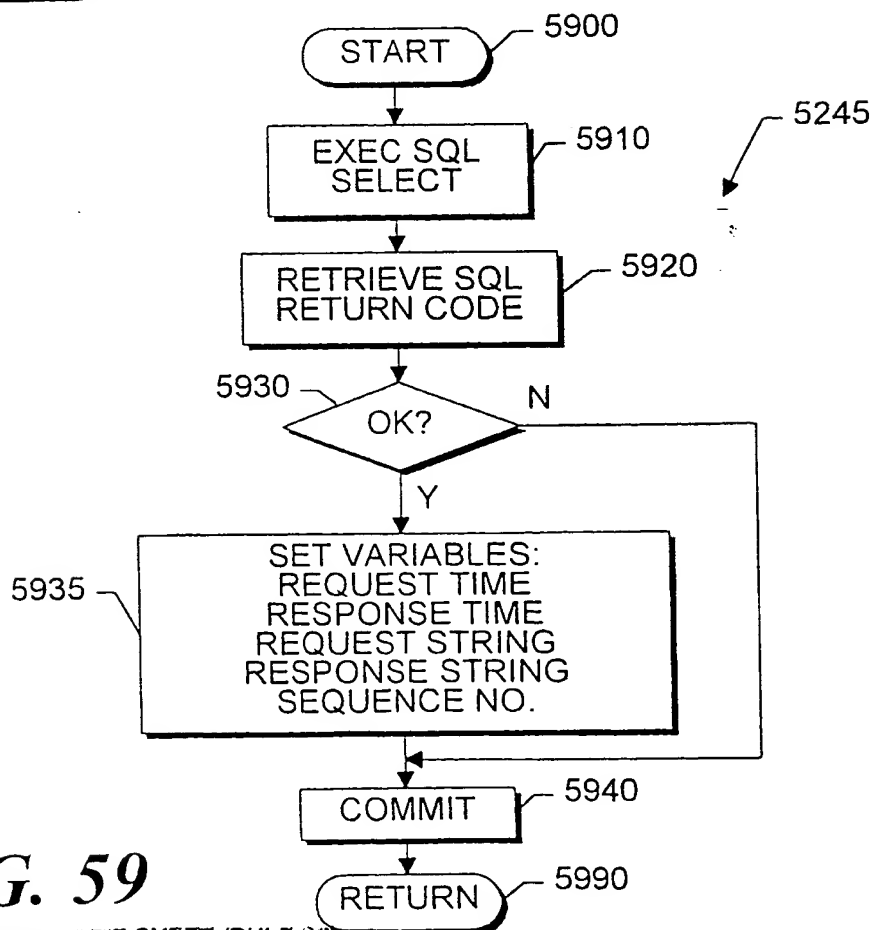 START
5900
5245
EXEC SQL
SELECT
5910
RETRIEVE SQL
RETURN CODE
5920
5930
OK?
N
Y
5935
SET VARIABLES:
REQUEST TIME
RESPONSE TIME
REQUEST STRING
RESPONSE STRING
SEQUENCE NO.
COMMIT
5940
RETURN
5990
G. 59